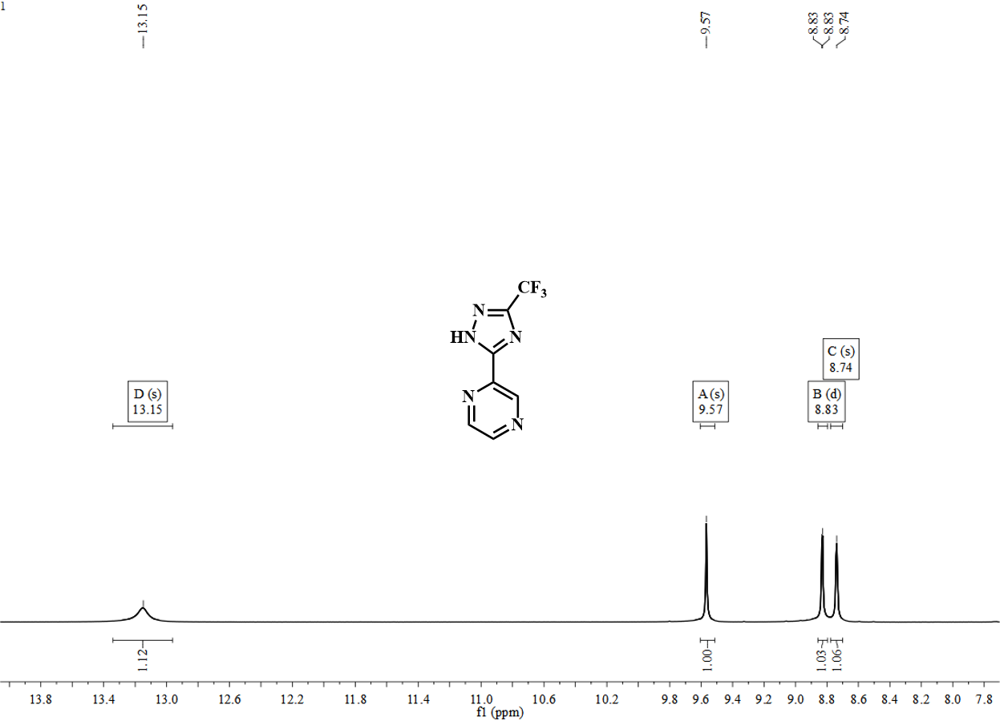 1
13.15
9.57
8.83
8.83
8.74
CF3
N
HN
N
N
N
C (s)
8.74
D (s)
13.15
A (s)
9.57
B (d)
8.83
1.12
1.00
1.03
1.06
13.8 13.4 13.0 12.6 12.2 11.8 11.4 11.0 10.6 10.2 9.8 9.6 9.4 9.2 9.0 8.8 8.6 8.4 8.2 8.0 7.8
f1 (ppm)